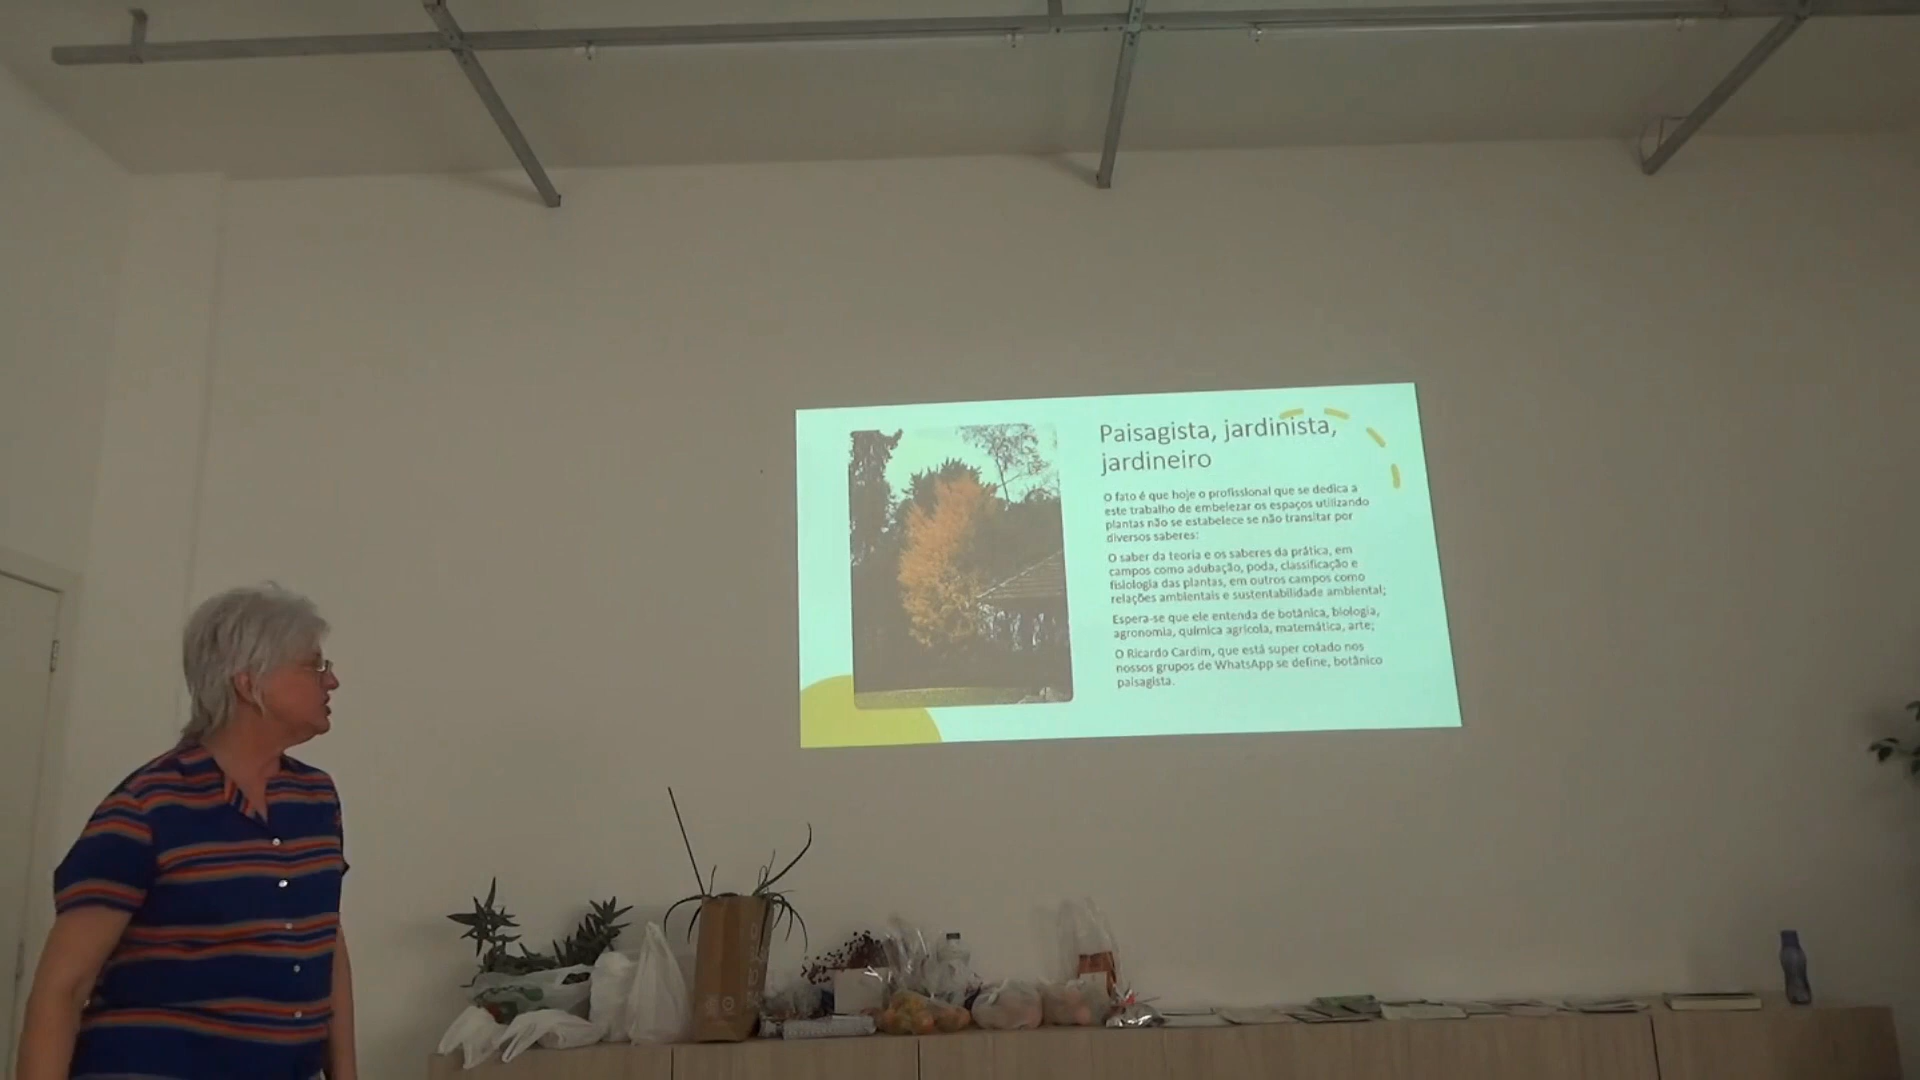 Paisagista, jardinista,
jardineiro
O fato é que hoje o profissional que se dedica a
este trabalho de embelezar os espaços utilizando
plantas não se estabelece se não transitar por
diversos saberes:
O saber da teoria e os saberes da prática, em
campos como adubação, poda, classificação e
fisiologia das plantas, em outros campos como
relações ambientais e sustentabilidade ambiental;
Espera-se que ele entenda de botânica, biologia,
agronomia, química agrícola, matemática, arte;
O Ricardo Cardim, que está super cotado nos
nossos grupos de WhatsApp se define, botânico
paisagista.